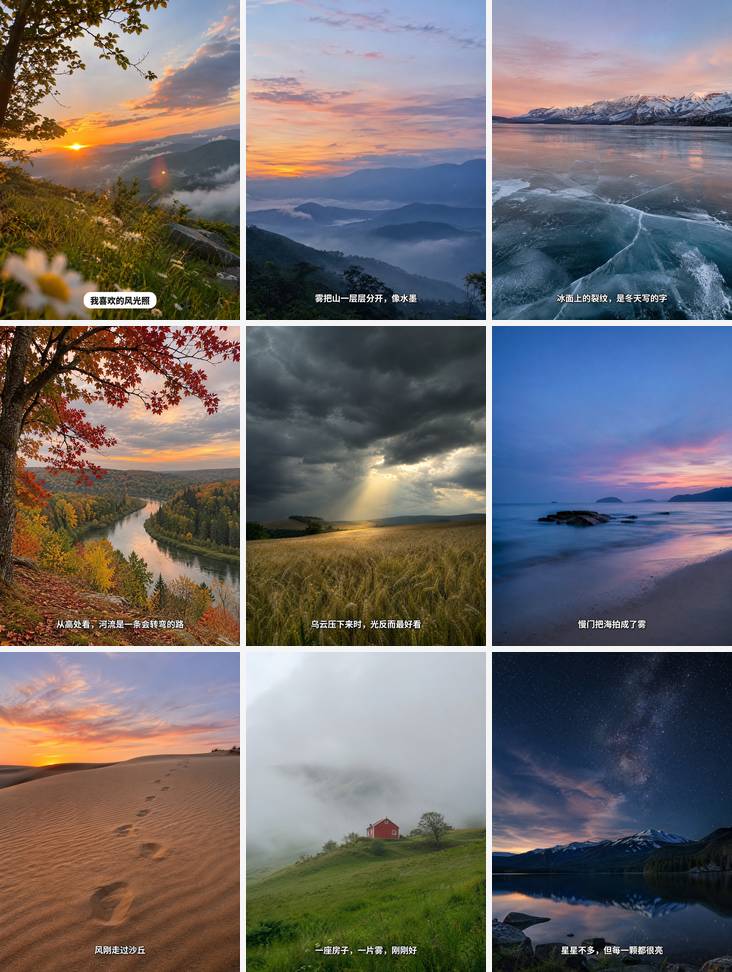 我喜欢的风光照
雾把山一层层分开，像水墨
冰面上的裂纹，是冬天写的字
从高处看，河流是一条会转弯的路
乌云压下来时，光反而最好看
慢门把海拍成了雾
风刚走过沙丘
一座房子，一片雾，刚刚好
星星不多，但每一颗都很亮